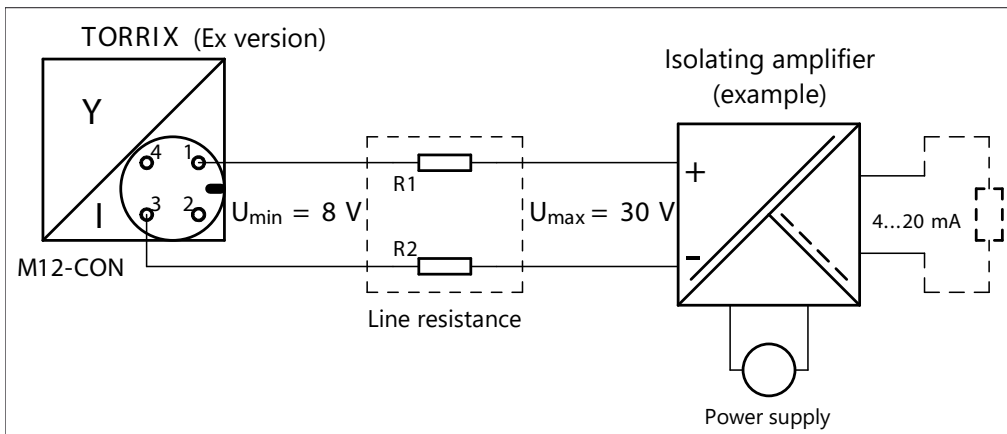 TORRIX (Ex version)
Isolating amplifier
(example)
Y
I
4
1
3
2
M12-CON
R1
R2
Umin = 8 V
Umax = 30 V
Line resistance
+
-
4...20 mA
Power supply